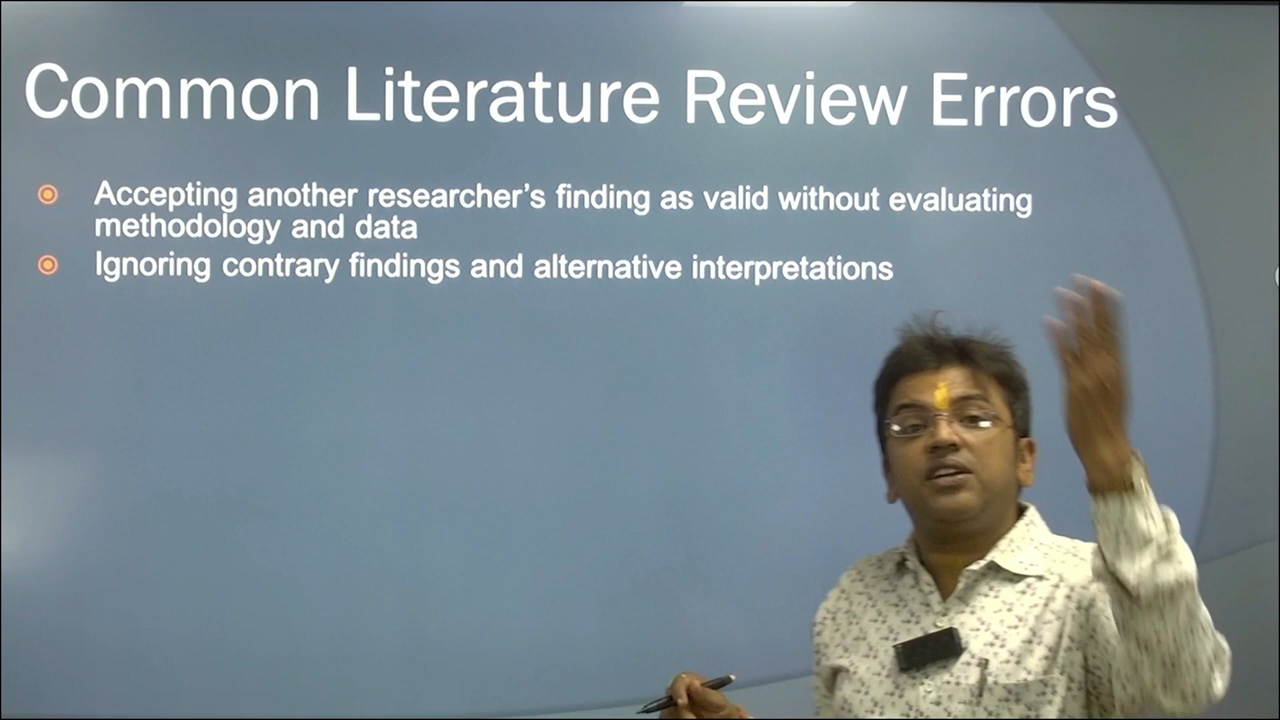 Common Literature Review Errors
Accepting another researcher’s finding as valid without evaluating
methodology and data
Ignoring contrary findings and alternative interpretations